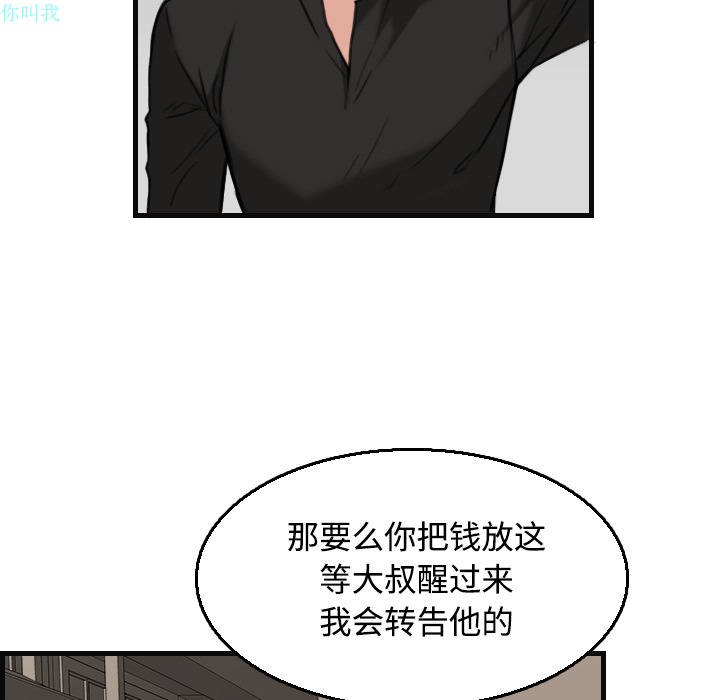 你叫我
那要么你把钱放这
等大叔醒过来
我会转告他的